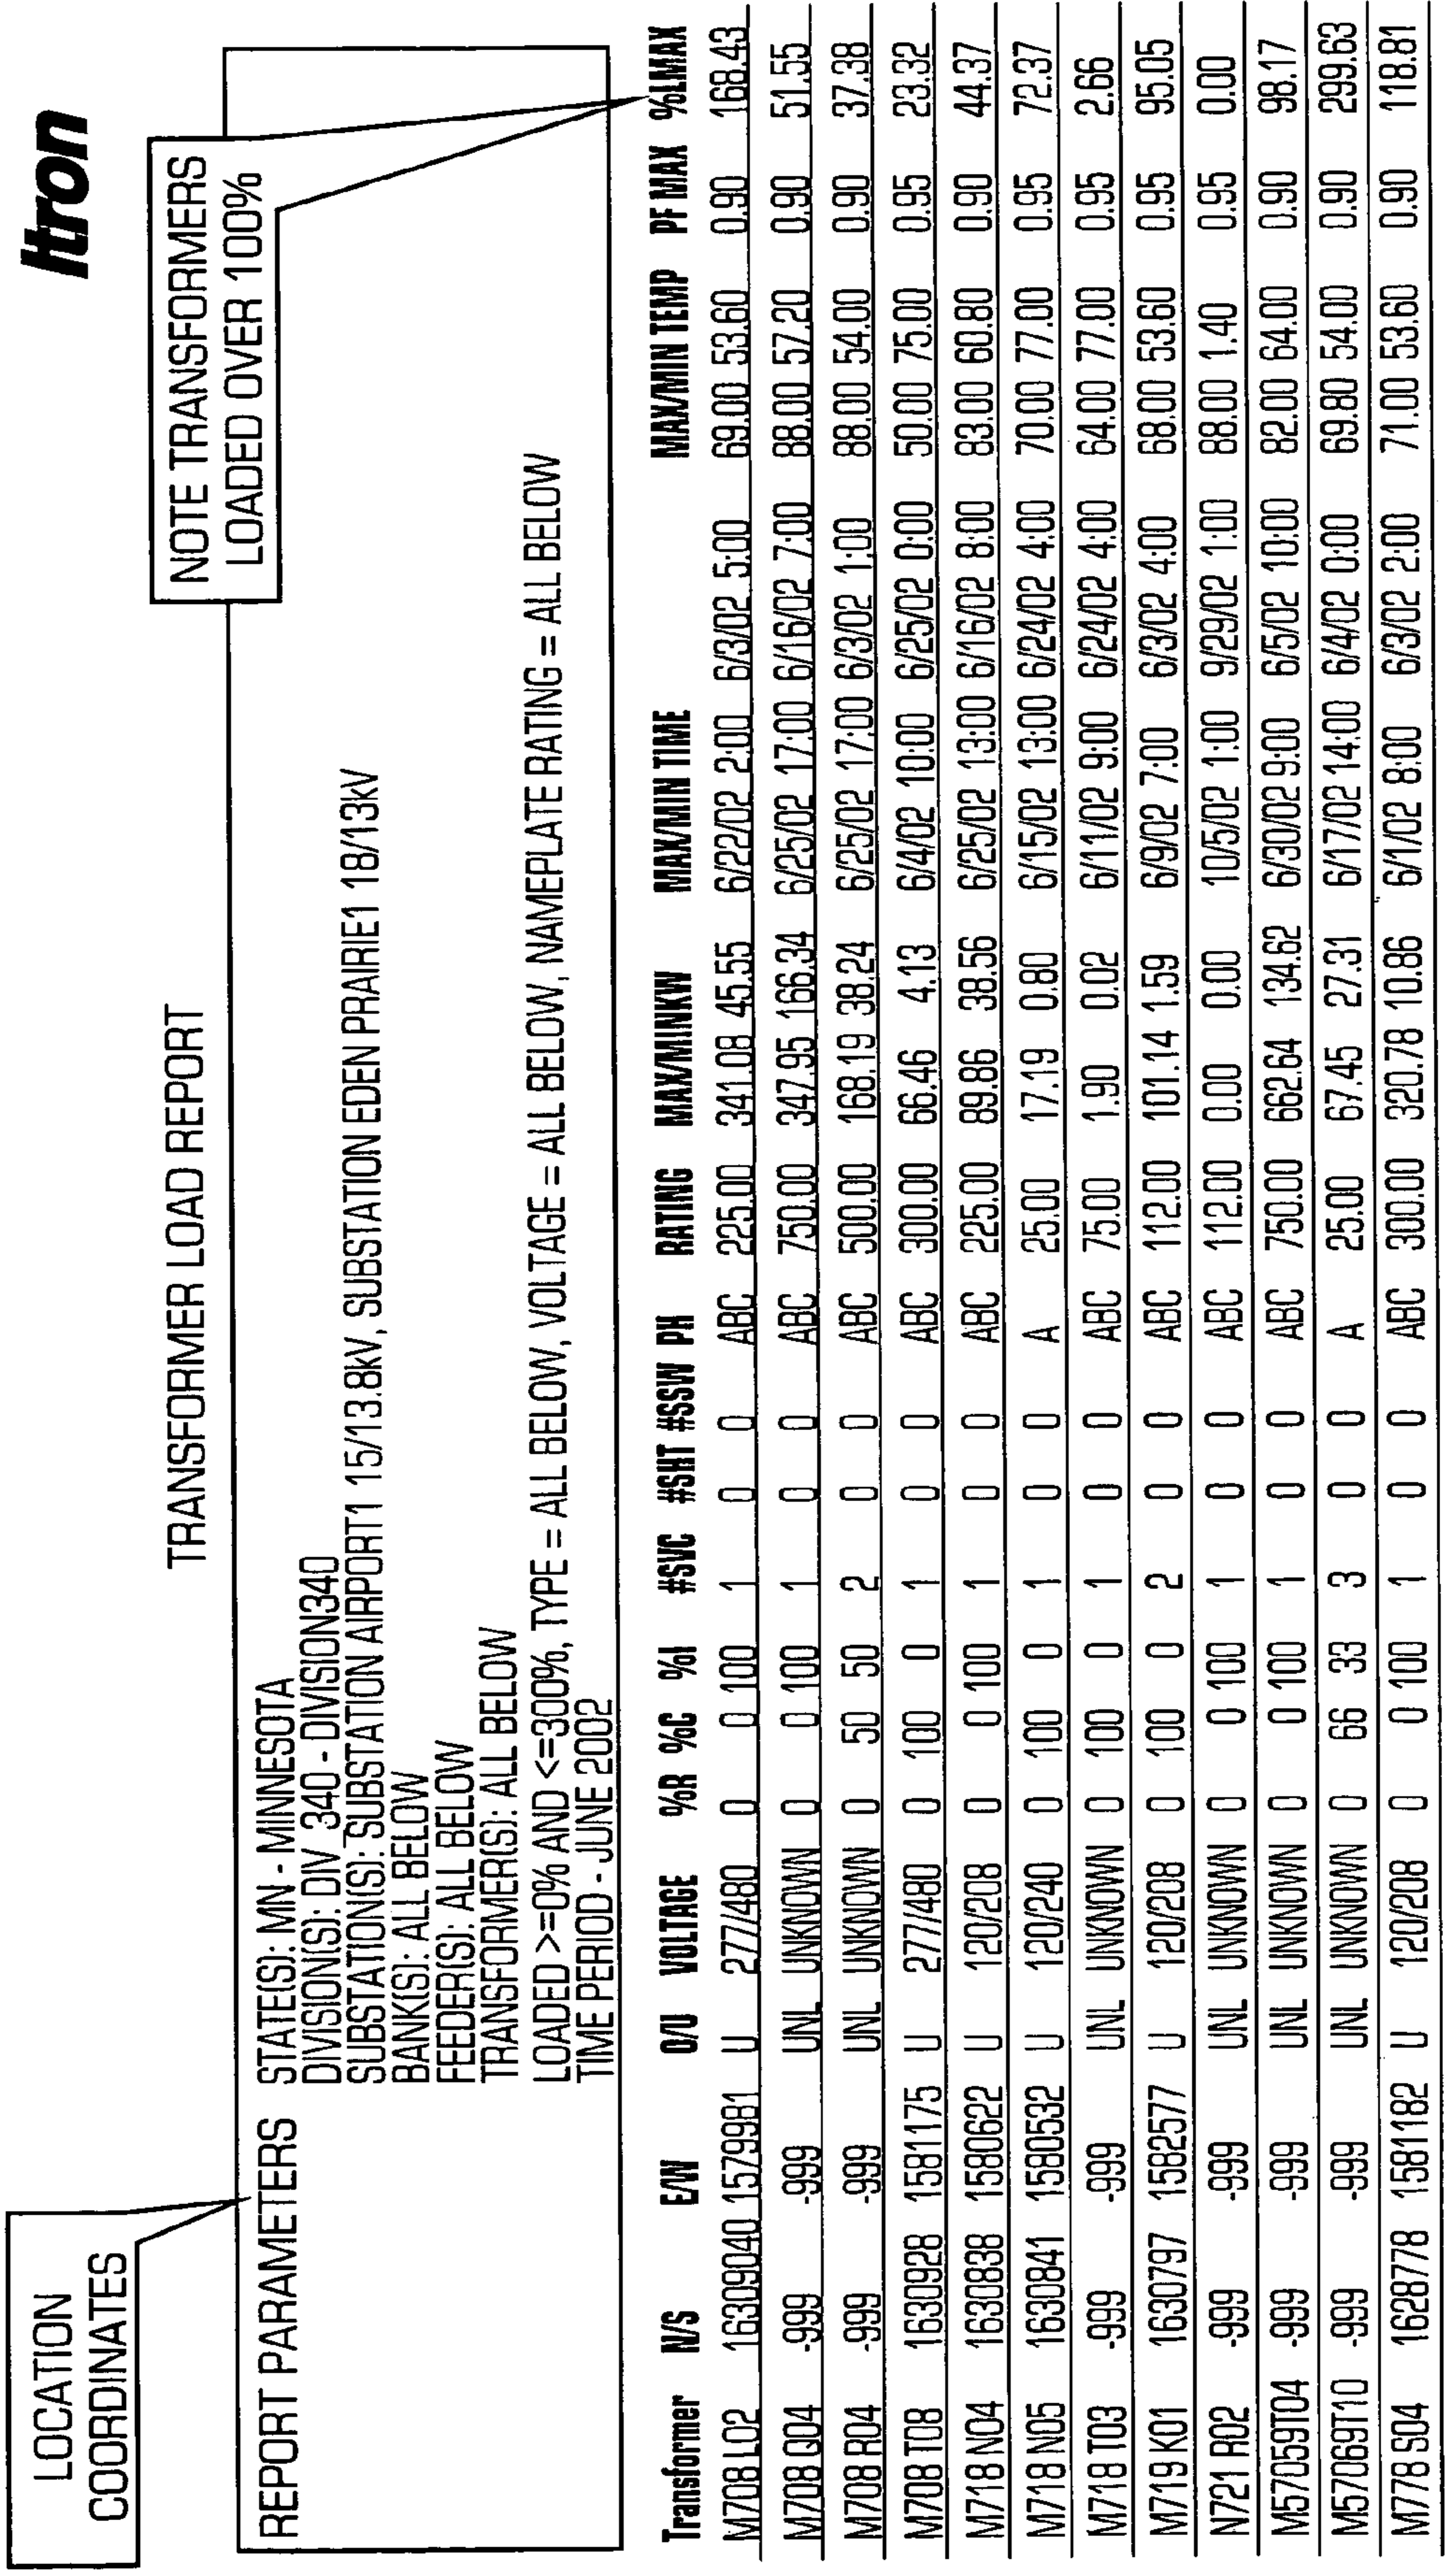 Itron
TRANSFORMER LOAD REPORT
LOCATION
COORDINATES
NOTE TRANSFORMERS
LOADED OVER 100%
REPORT PARAMETERS STATE(S): MN - MINNESOTA
DIVISION(S): DIV 340 - DIVISION340
SUBSTATION(S): SUBSTATION AIRPORT1 15/13.8kV, SUBSTATION EDEN PRAIRIE1 18/13kV
BANK(S): ALL BELOW
FEEDER(S): ALL BELOW
TRANSFORMER(S): ALL BELOW
LOADED >=0% AND <=300%, TYPE = ALL BELOW, VOLTAGE = ALL BELOW, NAMEPLATE RATING = ALL BELOW
TIME PERIOD - JUNE 2002
Transformer N/S E/W O/U VOLTAGE %R %C %I #SVC #SHT #SSW PH RATING MAX/MINKW MAX/MIN TIME MAX/MIN TEMP PF MAX %LMAX
M708 L02 16309040 1579981 U 277/480 0 0 100 1 0 0 ABC 225.00 341.08 45.55 6/22/02 2:00 6/3/02 5:00 69.00 53.60 0.90 168.43
M708 Q04 -999 -999 UNL UNKNOWN 0 0 100 1 0 0 ABC 750.00 347.95 166.34 6/25/02 17:00 6/16/02 7:00 88.00 57.20 0.90 51.55
M708 R04 -999 -999 UNL UNKNOWN 0 50 50 2 0 0 ABC 500.00 168.19 38.24 6/25/02 17:00 6/3/02 1:00 88.00 54.00 0.90 37.38
M708 T08 1630928 1581175 U 277/480 0 100 0 1 0 0 ABC 300.00 66.46 4.13 6/4/02 10:00 6/25/02 0:00 50.00 75.00 0.95 23.32
M718 N04 1630838 1580622 U 120/208 0 0 100 1 0 0 ABC 225.00 89.86 38.56 6/25/02 13:00 6/16/02 8:00 83.00 60.80 0.90 44.37
M718 N05 1630841 1580532 U 120/240 0 100 0 1 0 0 A 25.00 17.19 0.80 6/15/02 13:00 6/24/02 4:00 70.00 77.00 0.95 72.37
M718 T03 -999 -999 UNL UNKNOWN 0 100 0 1 0 0 ABC 75.00 1.90 0.02 6/11/02 9:00 6/24/02 4:00 64.00 77.00 0.95 2.66
M719 K01 1630797 1582577 U 120/208 0 100 0 2 0 0 ABC 112.00 101.14 1.59 6/9/02 7:00 6/3/02 4:00 68.00 53.60 0.95 95.05
N721 R02 -999 -999 UNL UNKNOWN 0 0 100 1 0 0 ABC 112.00 0.00 0.00 10/5/02 1:00 9/29/02 1:00 88.00 1.40 0.95 0.00
M57059T04 -999 -999 UNL UNKNOWN 0 0 100 1 0 0 ABC 750.00 662.64 134.62 6/30/02 9:00 6/5/02 10:00 82.00 64.00 0.90 98.17
M57069T10 -999 -999 UNL UNKNOWN 0 66 33 3 0 0 A 25.00 67.45 27.31 6/17/02 14:00 6/4/02 0:00 69.80 54.00 0.90 299.63
M778 S04 1628778 1581182 U 120/208 0 0 100 1 0 0 ABC 300.00 320.78 10.86 6/1/02 8:00 6/3/02 2:00 71.00 53.60 0.90 118.81